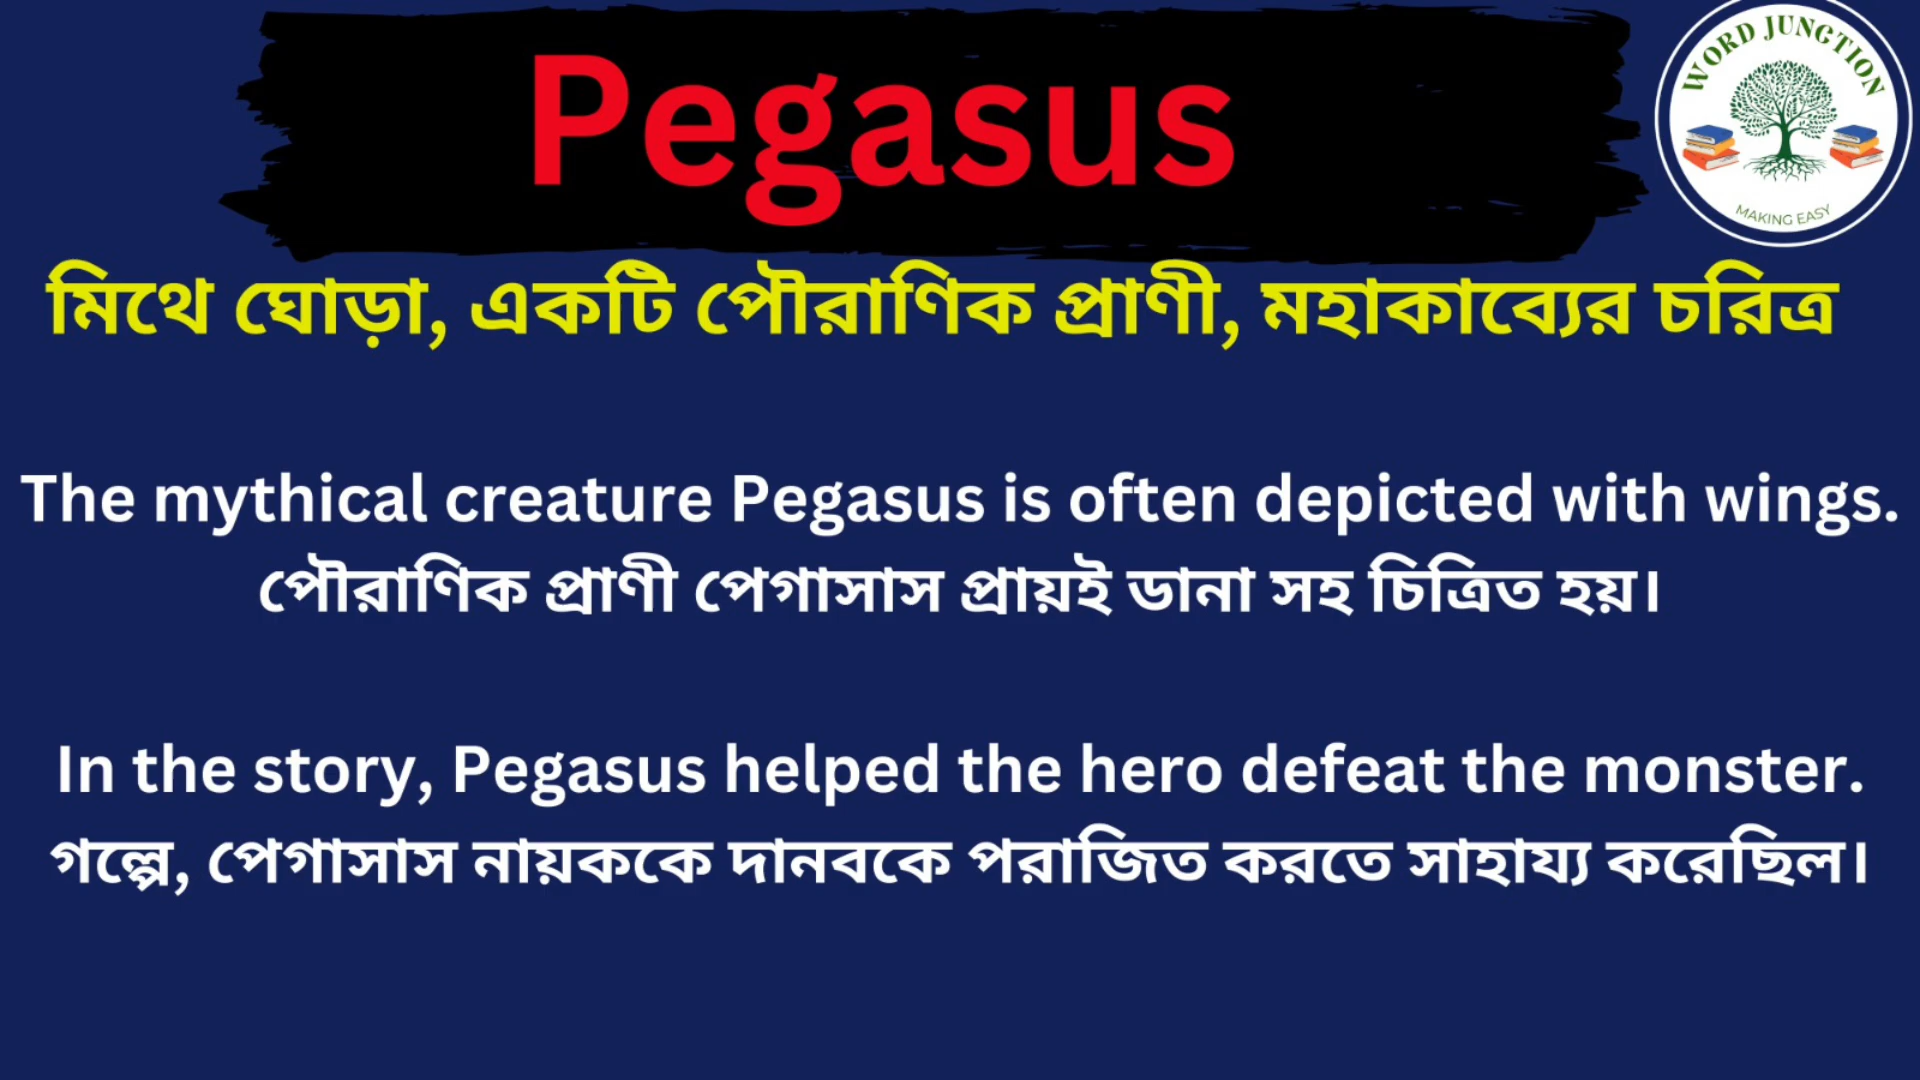 Pegasus
WORD JUNCTION
MAKING EASY
মিথে ঘোড়া, একটি পৌরাণিক প্রাণী, মহাকাব্যের চরিত্র
The mythical creature Pegasus is often depicted with wings.
পৌরাণিক প্রাণী পেগাসাস প্রায়ই ডানা সহ চিত্রিত হয়।
In the story, Pegasus helped the hero defeat the monster.
গল্পে, পেগাসাস নায়ককে দানবকে পরাজিত করতে সাহায্য করেছিল।